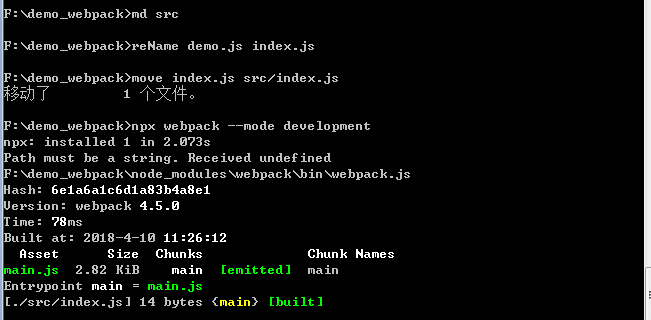 F:\demo_webpack>md src
F:\demo_webpack>reName demo.js index.js
F:\demo_webpack>move index.js src/index.js
移动了         1 个文件。
F:\demo_webpack>npx webpack --mode development
npx: installed 1 in 2.073s
Path must be a string. Received undefined
F:\demo_webpack\node_modules\webpack\bin\webpack.js
Hash: 6e1a6a1c6d1a83b4a8e1
Version: webpack 4.5.0
Time: 78ms
Built at: 2018-4-10 11:26:12
  Asset      Size  Chunks             Chunk Names
main.js  2.82 KiB    main  [emitted]  main
Entrypoint main = main.js
[./src/index.js] 14 bytes {main} [built]